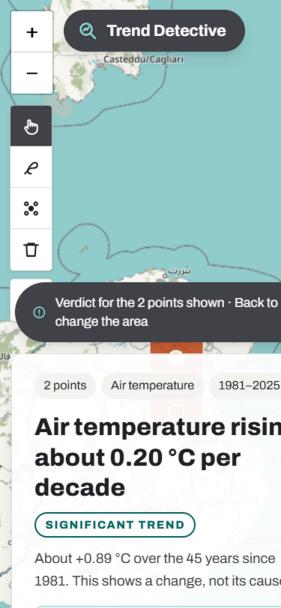 +
Trend Detective
−
Casteddu/Cagliari
بنزرت
Verdict for the 2 points shown · Back to
change the area
2 points
Air temperature
1981–2025
Air temperature risin
about 0.20 °C per
decade
SIGNIFICANT TREND
About +0.89 °C over the 45 years since
1981. This shows a change, not its caus